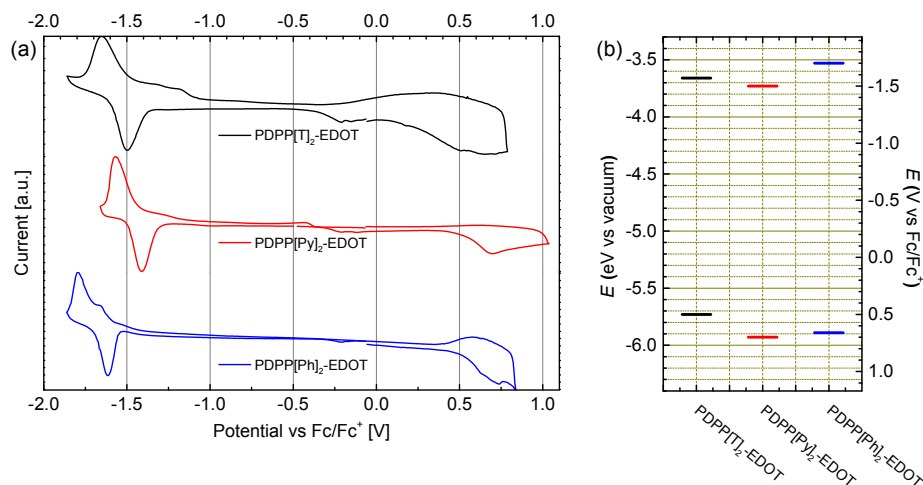 -2.0 -1.5 -1.0 -0.5 0.0 0.5 1.0
(a)
PDPP[T]₂-EDOT
PDPP[Py]₂-EDOT
PDPP[Ph]₂-EDOT
Current [a.u.]
-2.0 -1.5 -1.0 -0.5 0.0 0.5 1.0
Potential vs Fc/Fc⁺ [V]
(b)
E (eV vs vacuum)
-3.5
-4.0
-4.5
-5.0
-5.5
-6.0
-1.5
-1.0
-0.5
0.0
0.5
1.0
E (V vs Fc/Fc⁺)
PDPP[T]₂-EDOT
PDPP[Py]₂-EDOT
PDPP[Ph]₂-EDOT